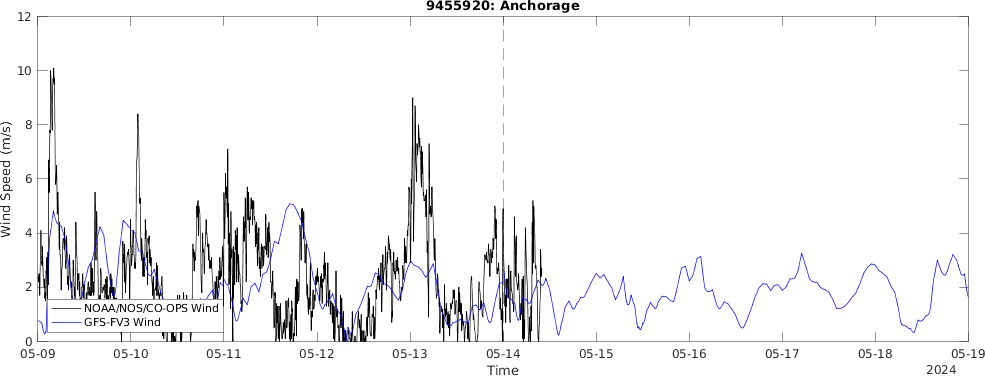 9455920: Anchorage
12
10
8
6
4
2
0
Wind Speed (m/s)
NOAA/NOS/CO-OPS Wind
GFS-FV3 Wind
05-09 05-10 05-11 05-12 05-13 05-14 05-15 05-16 05-17 05-18 05-19
Time
2024